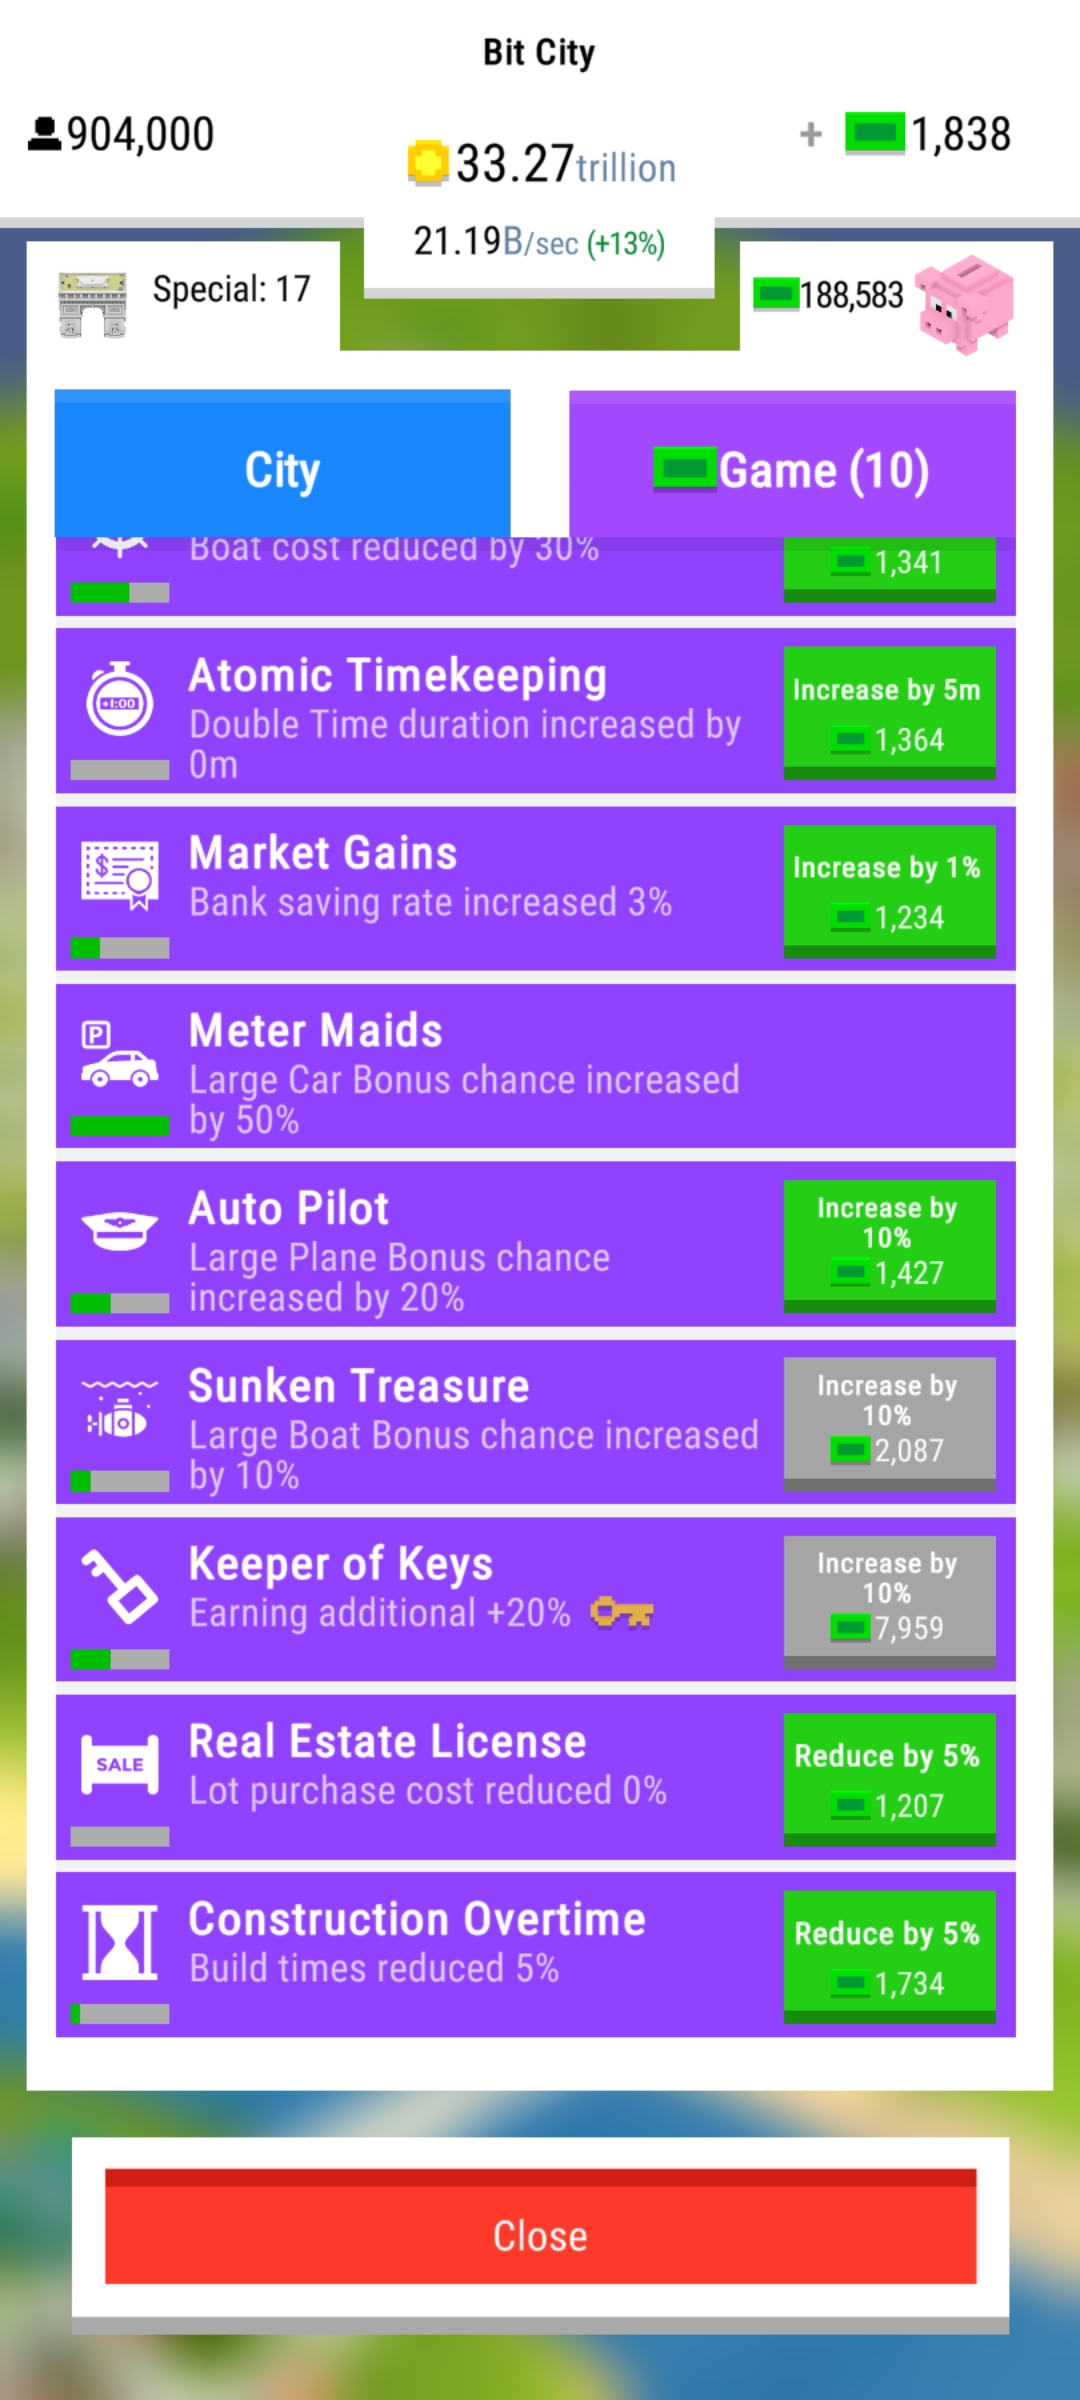 Bit City
904,000
33.27trillion
+ 1,838
21.19B/sec (+13%)
Special: 17
188,583
City
Game (10)
Boat cost reduced by 30%
1,341
+1:00
Atomic Timekeeping
Double Time duration increased by
0m
Increase by 5m
1,364
$
Market Gains
Bank saving rate increased 3%
Increase by 1%
1,234
P
Meter Maids
Large Car Bonus chance increased
by 50%
Auto Pilot
Large Plane Bonus chance
increased by 20%
Increase by
10%
1,427
Sunken Treasure
Large Boat Bonus chance increased
by 10%
Increase by
10%
2,087
Keeper of Keys
Earning additional +20%
Increase by
10%
7,959
SALE
Real Estate License
Lot purchase cost reduced 0%
Reduce by 5%
1,207
Construction Overtime
Build times reduced 5%
Reduce by 5%
1,734
Close